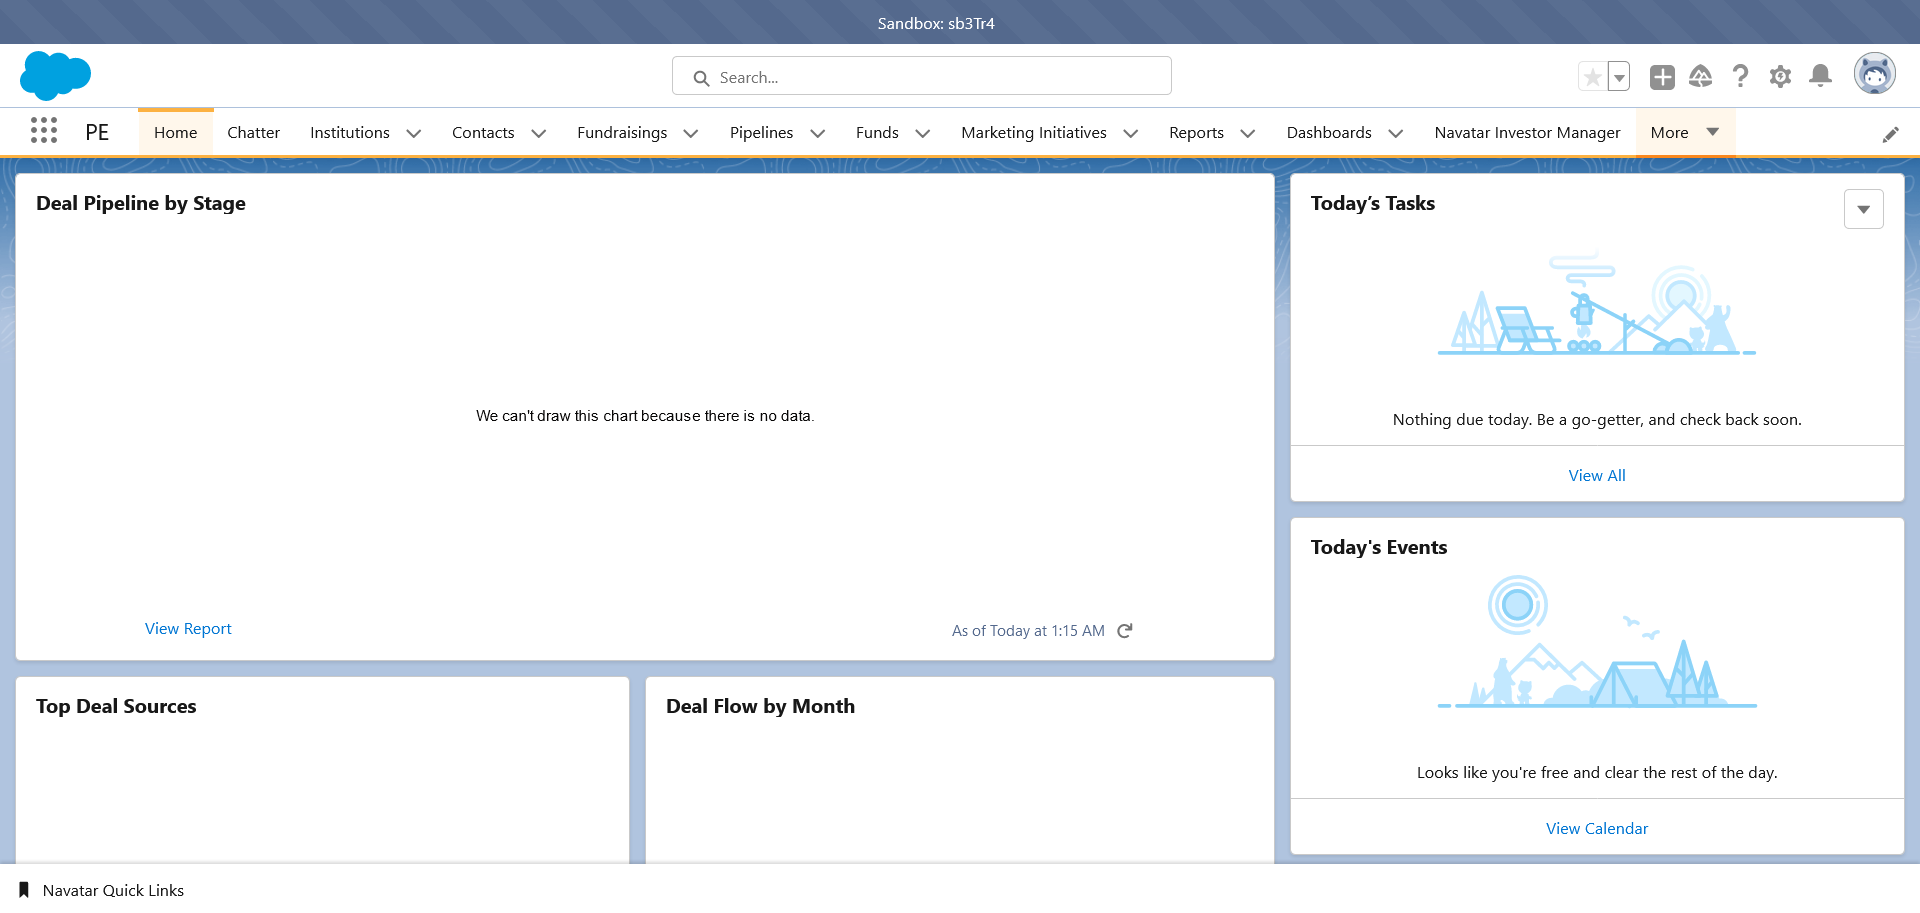 Sandbox: sb3Tr4
Search...
PE
Home
Chatter
Institutions
Contacts
Fundraisings
Pipelines
Funds
Marketing Initiatives
Reports
Dashboards
Navatar Investor Manager
More
Deal Pipeline by Stage
We can't draw this chart because there is no data.
View Report
As of Today at 1:15 AM
Today’s Tasks
Nothing due today. Be a go-getter, and check back soon.
View All
Today's Events
Looks like you're free and clear the rest of the day.
View Calendar
Top Deal Sources
Deal Flow by Month
Navatar Quick Links